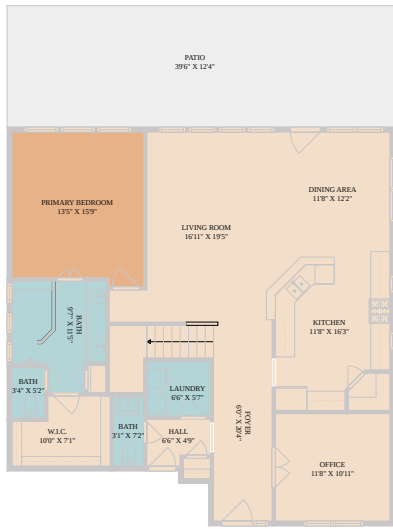 PATIO
39'6" X 12'4"
PRIMARY BEDROOM
13'5" X 15'9"
DINING AREA
11'8" X 12'2"
LIVING ROOM
16'11" X 19'5"
BATH
9'7" X 11'5"
KITCHEN
11'8" X 16'3"
BATH
3'4" X 5'2"
LAUNDRY
6'6" X 5'7"
FOYER
6'0" X 20'4"
W.I.C.
10'0" X 7'1"
BATH
3'1" X 7'2"
HALL
6'6" X 4'9"
OFFICE
11'8" X 10'11"